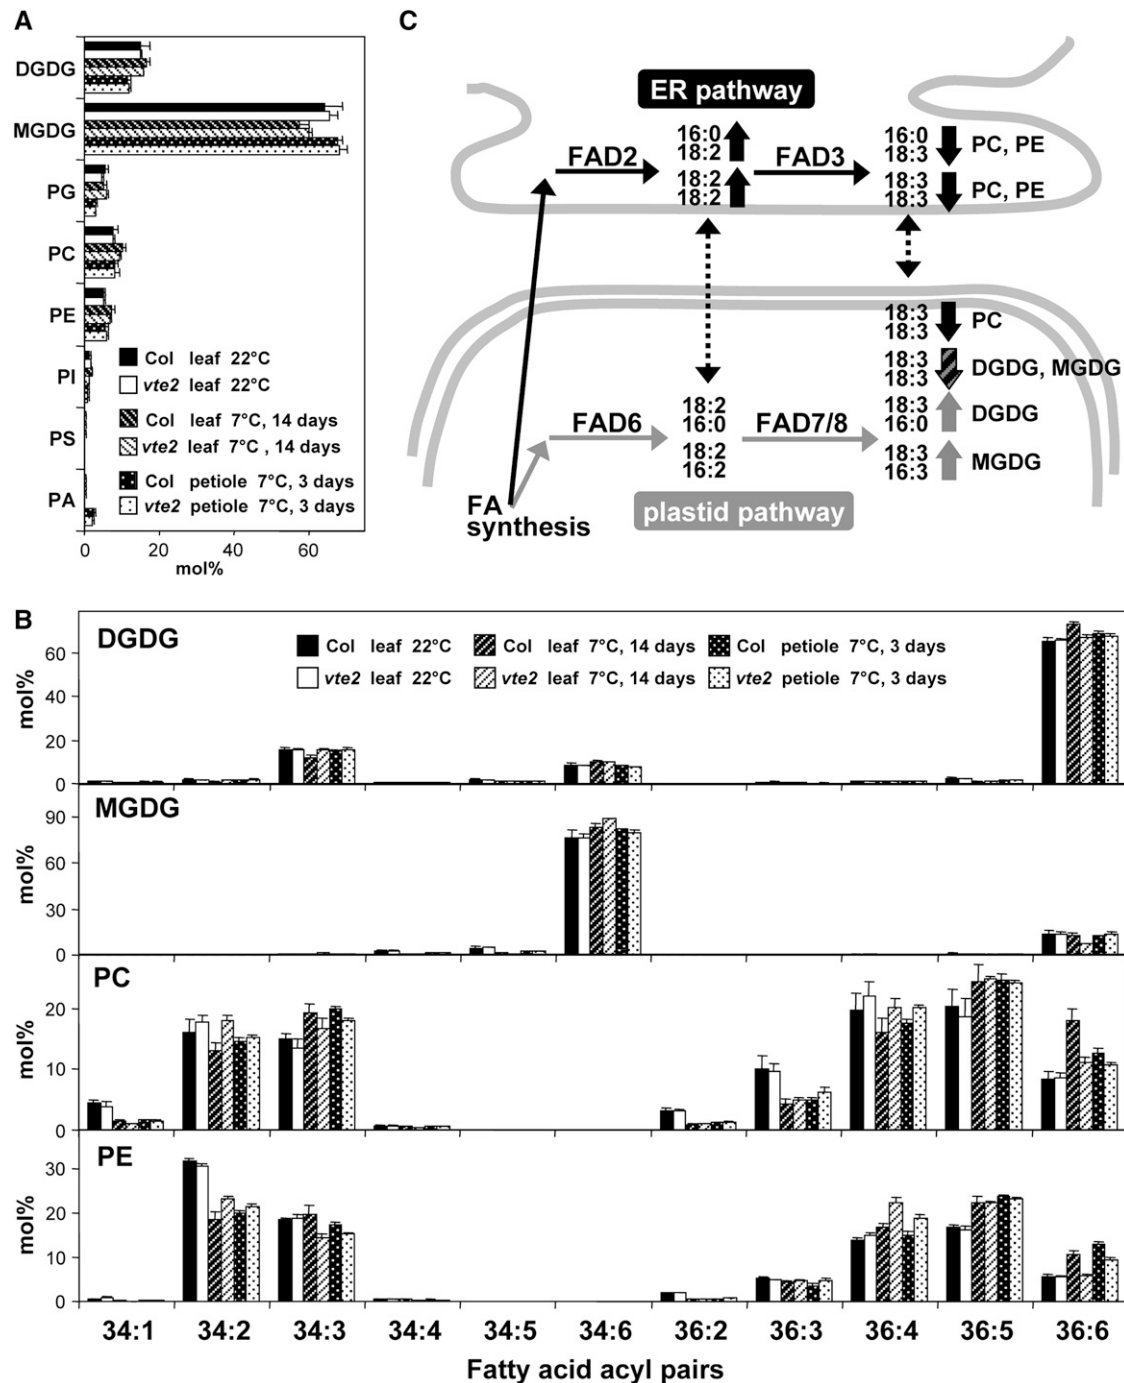 A
DGDG
MGDG
PG
PC
PE
PI
PS
PA
Col leaf 22°C
vte2 leaf 22°C
Col leaf 7°C, 14 days
vte2 leaf 7°C, 14 days
Col petiole 7°C, 3 days
vte2 petiole 7°C, 3 days
0 20 40 60
mol%
C
ER pathway
16:0
18:2
18:2
18:2
FAD2
FAD3
16:0
18:3
PC, PE
18:3
18:3
PC, PE
18:3
18:3
PC
18:3
18:3
DGDG, MGDG
18:3
16:0
DGDG
18:3
16:3
MGDG
FAD6
18:2
16:0
18:2
16:2
FAD7/8
FA
synthesis
plastid pathway
B
DGDG
Col leaf 22°C Col leaf 7°C, 14 days Col petiole 7°C, 3 days
vte2 leaf 22°C vte2 leaf 7°C, 14 days vte2 petiole 7°C, 3 days
mol%
60
40
20
0
MGDG
mol%
90
60
30
0
PC
mol%
20
10
0
PE
mol%
30
20
10
0
34:1 34:2 34:3 34:4 34:5 34:6 36:2 36:3 36:4 36:5 36:6
Fatty acid acyl pairs